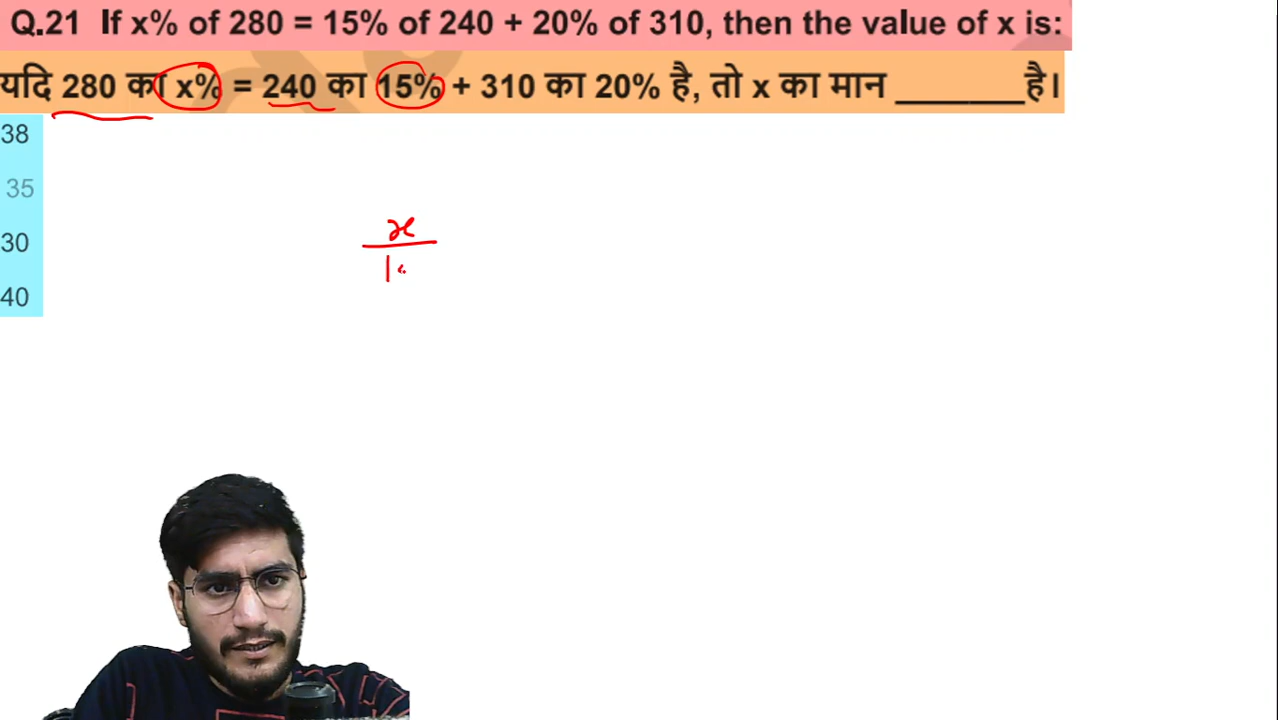 Q.21 If x% of 280 = 15% of 240 + 20% of 310, then the value of x is:
यदि 280 का x% = 240 का 15% + 310 का 20% है, तो x का मान ________है।
38
35
30
40
x